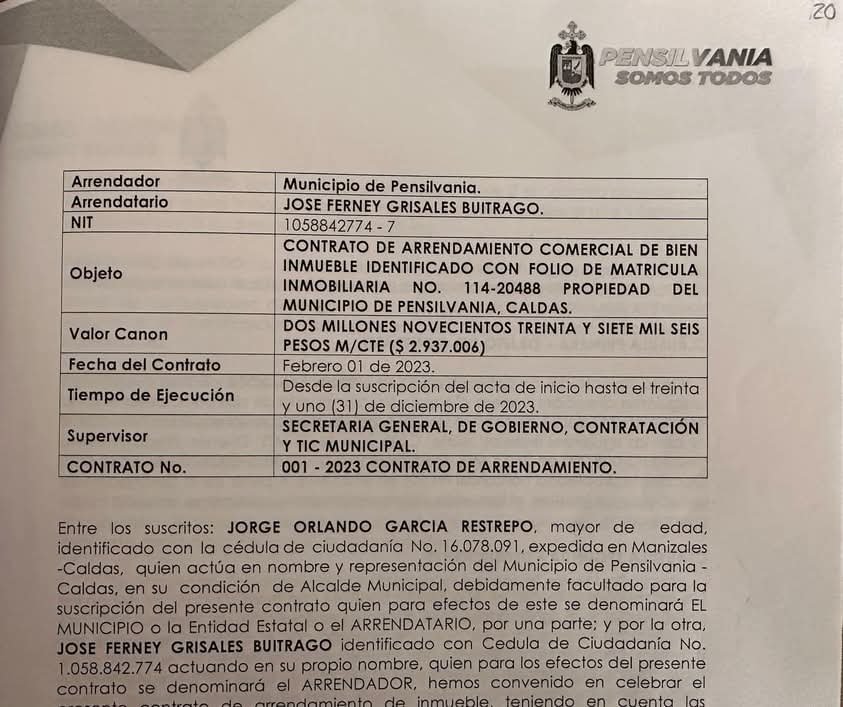 20
PENSILVANIA
SOMOS TODOS
Arrendador Municipio de Pensilvania.
Arrendatario JOSE FERNEY GRISALES BUITRAGO.
NIT 1058842774 - 7
Objeto CONTRATO DE ARRENDAMIENTO COMERCIAL DE BIEN
INMUEBLE IDENTIFICADO CON FOLIO DE MATRICULA
INMOBILIARIA NO. 114-20488 PROPIEDAD DEL
MUNICIPIO DE PENSILVANIA, CALDAS.
Valor Canon DOS MILLONES NOVECIENTOS TREINTA Y SIETE MIL SEIS
PESOS M/CTE ($ 2.937.006)
Fecha del Contrato Febrero 01 de 2023.
Tiempo de Ejecución Desde la suscripción del acta de inicio hasta el treinta
y uno (31) de diciembre de 2023.
Supervisor SECRETARIA GENERAL, DE GOBIERNO, CONTRATACIÓN
Y TIC MUNICIPAL.
CONTRATO No. 001 - 2023 CONTRATO DE ARRENDAMIENTO.
Entre los suscritos: JORGE ORLANDO GARCIA RESTREPO, mayor de edad,
identificado con la cédula de ciudadanía No. 16.078.091, expedida en Manizales
-Caldas, quien actúa en nombre y representación del Municipio de Pensilvania -
Caldas, en su condición de Alcalde Municipal, debidamente facultado para la
suscripción del presente contrato quien para efectos de este se denominará EL
MUNICIPIO o la Entidad Estatal o el ARRENDATARIO, por una parte; y por la otra,
JOSE FERNEY GRISALES BUITRAGO identificado con Cedula de Ciudadanía No.
1.058.842.774 actuando en su propio nombre, quien para los efectos del presente
contrato se denominará el ARRENDADOR, hemos convenido en celebrar el
presente contrato de arrendamiento de inmueble, teniendo en cuenta las